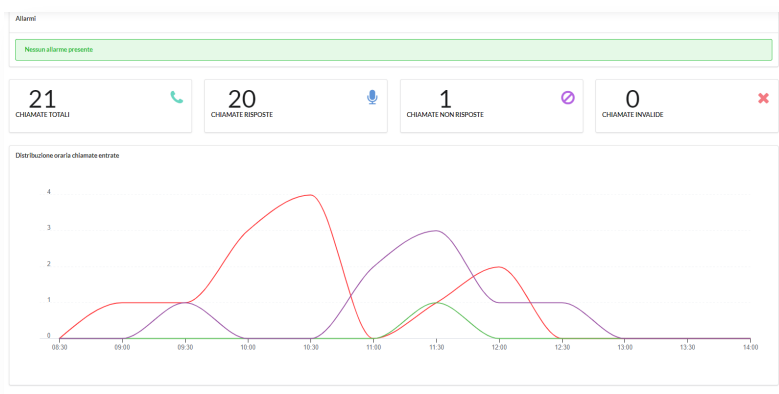 Allarmi
Nessun allarme presente
21
CHIAMATE TOTALI
20
CHIAMATE RISPOSTE
1
CHIAMATE NON RISPOSTE
0
CHIAMATE INVALIDE
Distribuzione oraria chiamate entrate
4
3
2
1
0
08:30 09:00 09:30 10:00 10:30 11:00 11:30 12:00 12:30 13:00 13:30 14:00